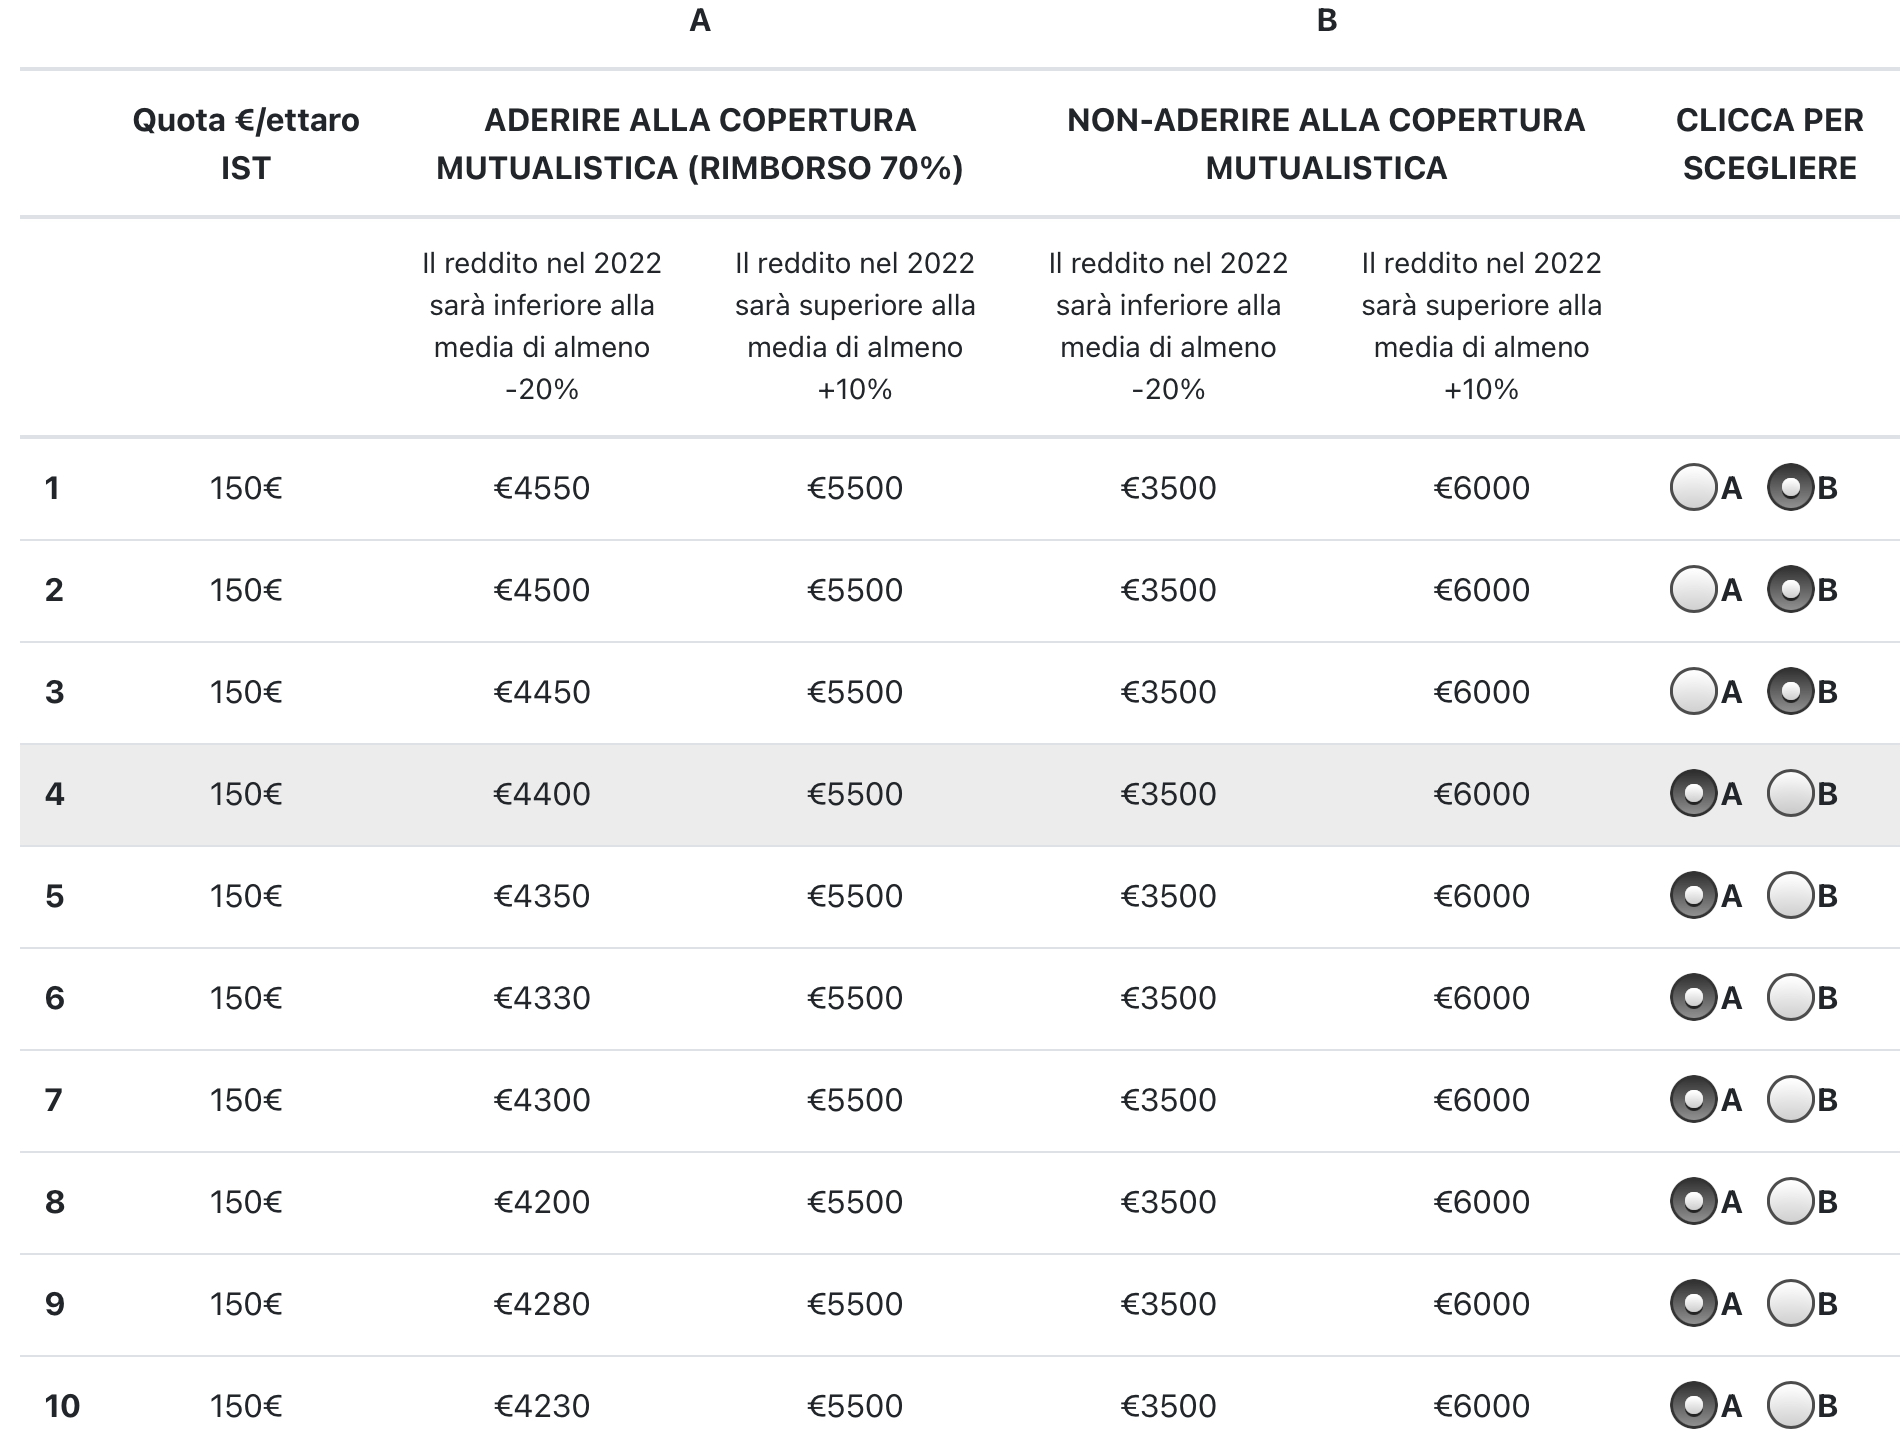 A B
Quota €/ettaro ADERIRE ALLA COPERTURA NON-ADERIRE ALLA COPERTURA CLICCA PER
IST MUTUALISTICA (RIMBORSO 70%) MUTUALISTICA SCEGLIERE
Il reddito nel 2022 Il reddito nel 2022 Il reddito nel 2022 Il reddito nel 2022
sarà inferiore alla sarà superiore alla sarà inferiore alla sarà superiore alla
media di almeno media di almeno media di almeno media di almeno
-20% +10% -20% +10%
1 150€ €4550 €5500 €3500 €6000 A B
2 150€ €4500 €5500 €3500 €6000 A B
3 150€ €4450 €5500 €3500 €6000 A B
4 150€ €4400 €5500 €3500 €6000 A B
5 150€ €4350 €5500 €3500 €6000 A B
6 150€ €4330 €5500 €3500 €6000 A B
7 150€ €4300 €5500 €3500 €6000 A B
8 150€ €4200 €5500 €3500 €6000 A B
9 150€ €4280 €5500 €3500 €6000 A B
10 150€ €4230 €5500 €3500 €6000 A B